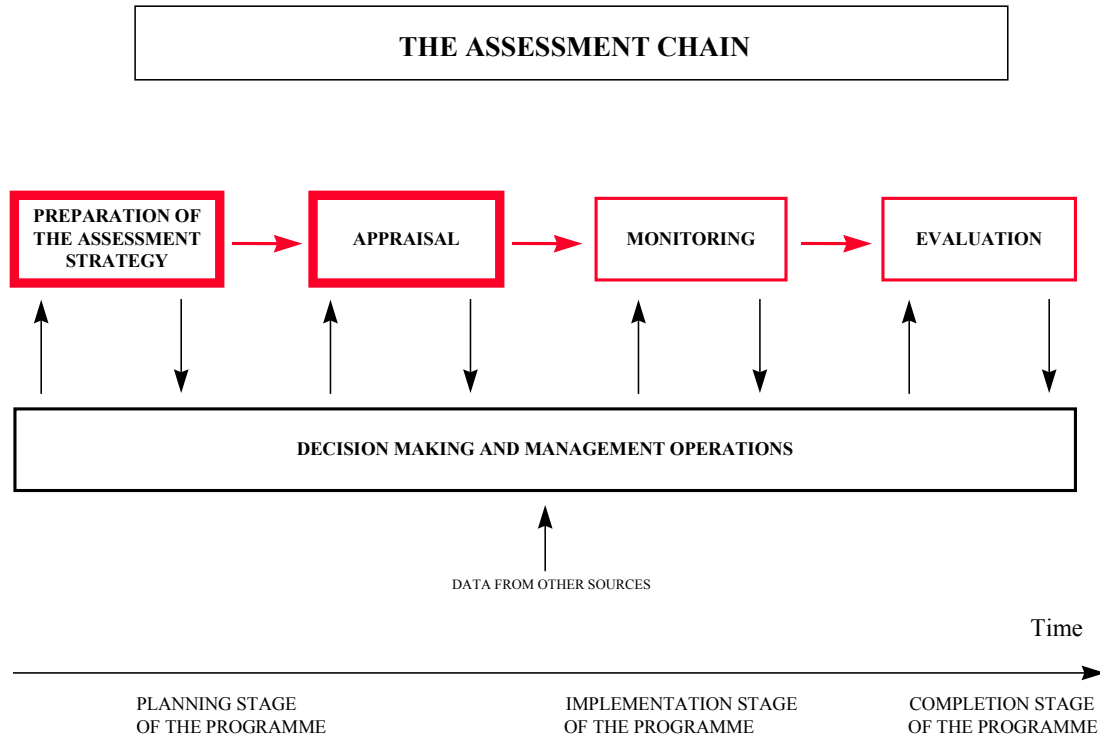 THE ASSESSMENT CHAIN
PREPARATION OF
THE ASSESSMENT
STRATEGY
APPRAISAL
MONITORING
EVALUATION
DECISION MAKING AND MANAGEMENT OPERATIONS
DATA FROM OTHER SOURCES
Time
PLANNING STAGE
OF THE PROGRAMME
IMPLEMENTATION STAGE
OF THE PROGRAMME
COMPLETION STAGE
OF THE PROGRAMME